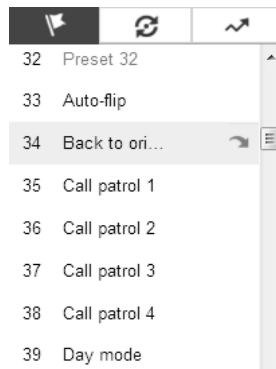 32 Preset 32
33 Auto-flip
34 Back to ori...
35 Call patrol 1
36 Call patrol 2
37 Call patrol 3
38 Call patrol 4
39 Day mode